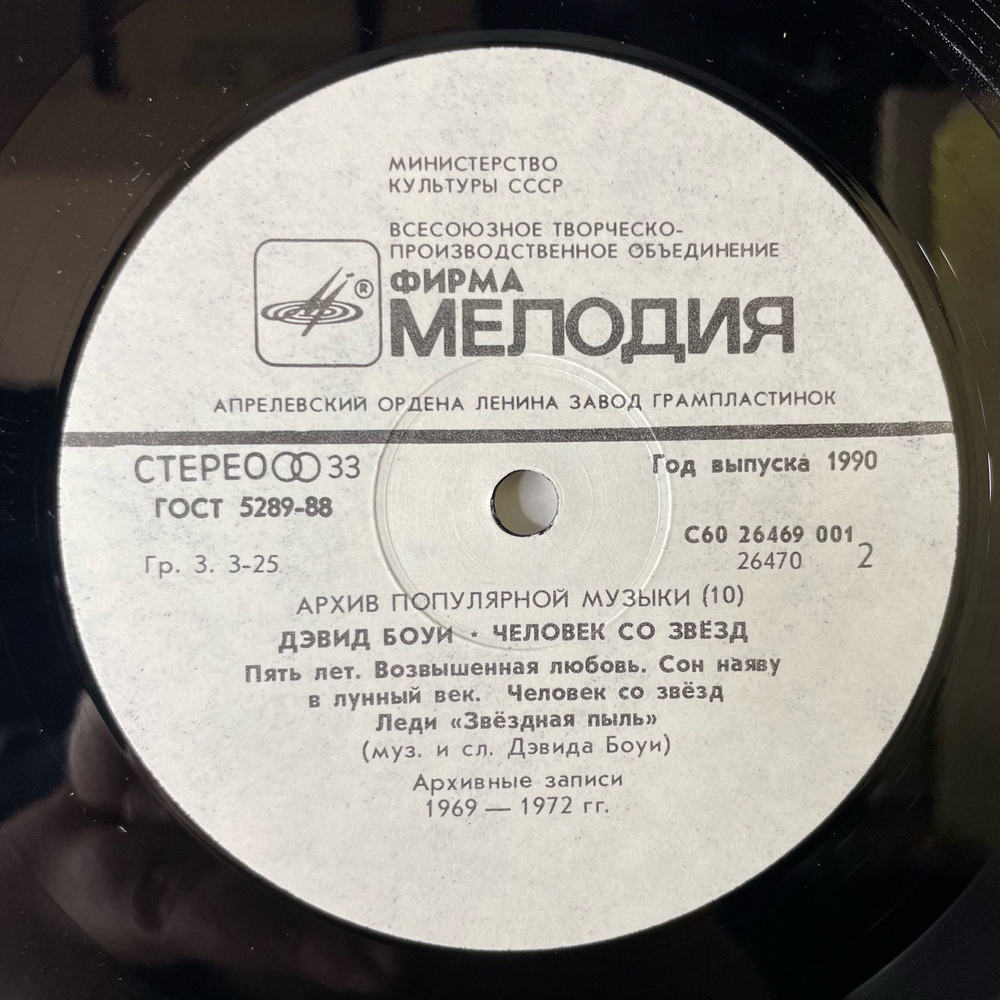 МИНИСТЕРСТВО
КУЛЬТУРЫ СССР
ВСЕСОЮЗНОЕ ТВОРЧЕСКО-
ПРОИЗВОДСТВЕННОЕ ОБЪЕДИНЕНИЕ
ФИРМА
®
МЕЛОДИЯ
АПРЕЛЕВСКИЙ ОРДЕНА ЛЕНИНА ЗАВОД ГРАМПЛАСТИНОК
СТЕРЕО 33
Год выпуска 1990
ГОСТ 5289-88
С60 26469 001
Гр. 3. 3-25
26470 2
АРХИВ ПОПУЛЯРНОЙ МУЗЫКИ (10)
ДЭВИД БОУИ • ЧЕЛОВЕК СО ЗВЁЗД
Пять лет. Возвышенная любовь. Сон наяву
в лунный век. Человек со звёзд
Леди «Звёздная пыль»
(муз. и сл. Дэвида Боуи)
Архивные записи
1969 — 1972 гг.